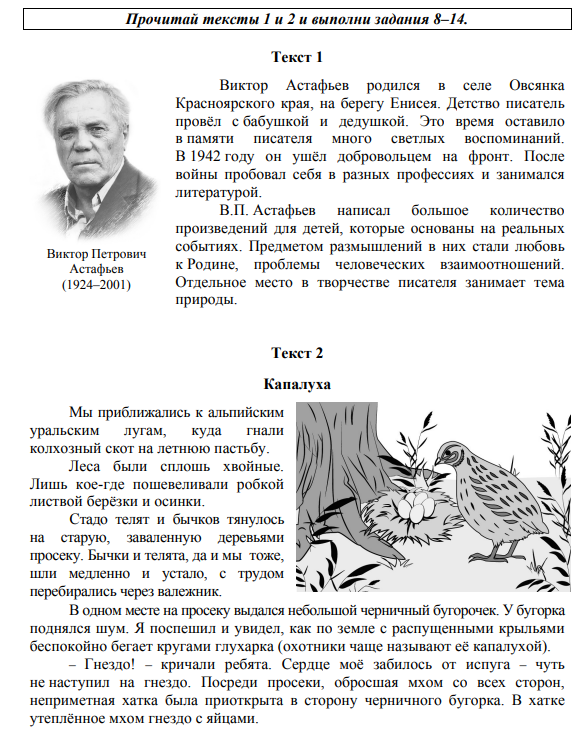 Прочитай тексты 1 и 2 и выполни задания 8–14.
Текст 1
Виктор Астафьев родился в селе Овсянка
Красноярского края, на берегу Енисея. Детство писатель
провёл с бабушкой и дедушкой. Это время оставило
в памяти писателя много светлых воспоминаний.
В 1942 году он ушёл добровольцем на фронт. После
войны пробовал себя в разных профессиях и занимался
литературой.
В.П. Астафьев написал большое количество
произведений для детей, которые основаны на реальных
событиях. Предметом размышлений в них стали любовь
к Родине, проблемы человеческих взаимоотношений.
Отдельное место в творчестве писателя занимает тема
природы.
Виктор Петрович
Астафьев
(1924–2001)
Текст 2
Капалуха
Мы приближались к альпийским
уральским лугам, куда гнали
колхозный скот на летнюю пастьбу.
Леса были сплошь хвойные.
Лишь кое-где пошевеливали робкой
листвой берёзки и осинки.
Стадо телят и бычков тянулось
на старую, заваленную деревьями
просеку. Бычки и телята, да и мы тоже,
шли медленно и устало, с трудом
перебирались через валежник.
В одном месте на просеку выдался небольшой черничный бугорочек. У бугорка
поднялся шум. Я поспешил и увидел, как по земле с распущенными крыльями
беспокойно бегает кругами глухарка (охотники чаще называют её капалухой).
– Гнездо! – кричали ребята. Сердце моё забилось от испуга – чуть
не наступил на гнездо. Посреди просеки, обросшая мхом со всех сторон,
неприметная хатка была приоткрыта в сторону черничного бугорка. В хатке
утеплённое мхом гнездо с яйцами.